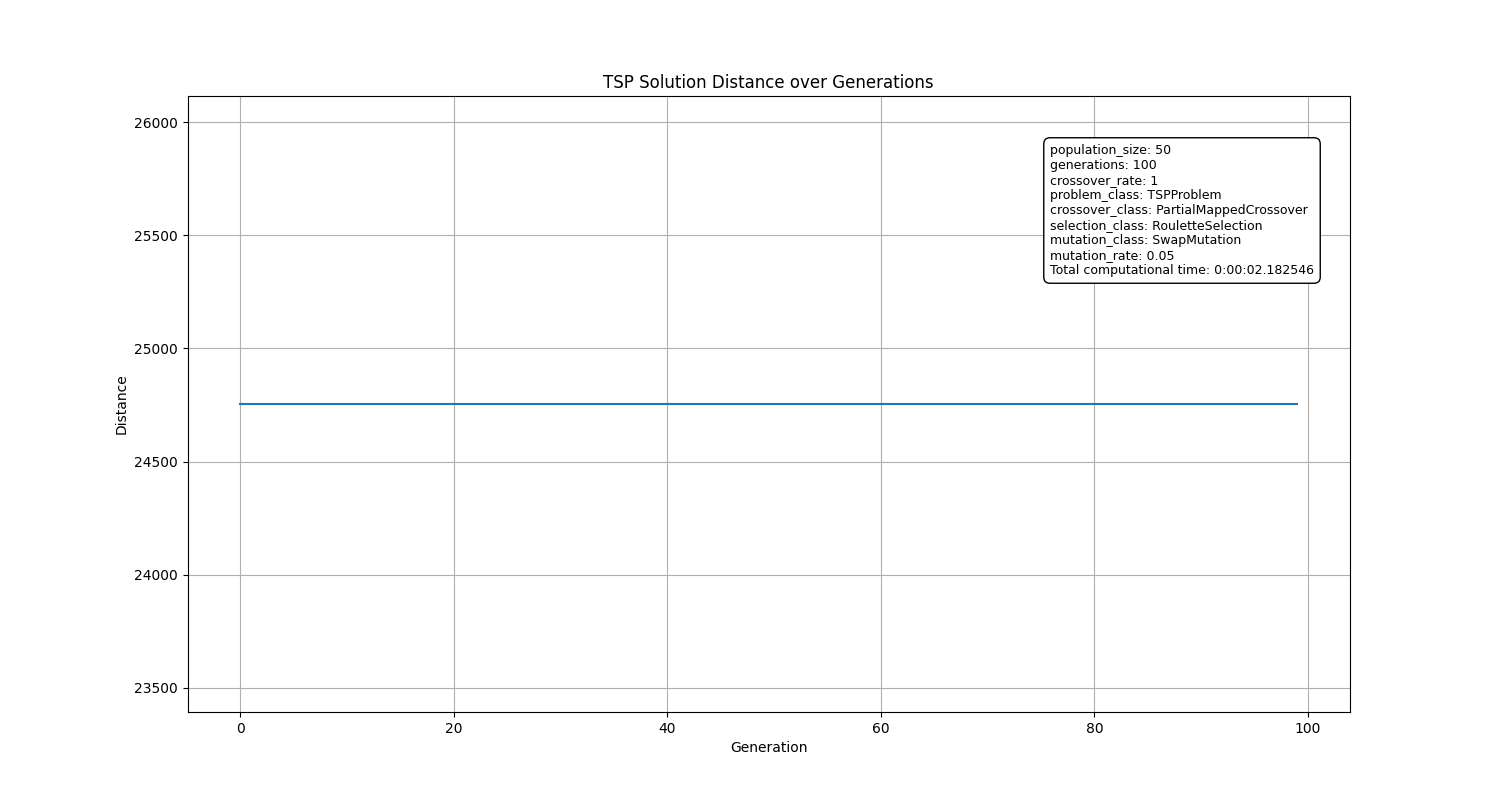 TSP Solution Distance over Generations
26000
25500
25000
24500
24000
23500
Distance
population_size: 50
generations: 100
crossover_rate: 1
problem_class: TSPProblem
crossover_class: PartialMappedCrossover
selection_class: RouletteSelection
mutation_class: SwapMutation
mutation_rate: 0.05
Total computational time: 0:00:02.182546
0 20 40 60 80 100
Generation